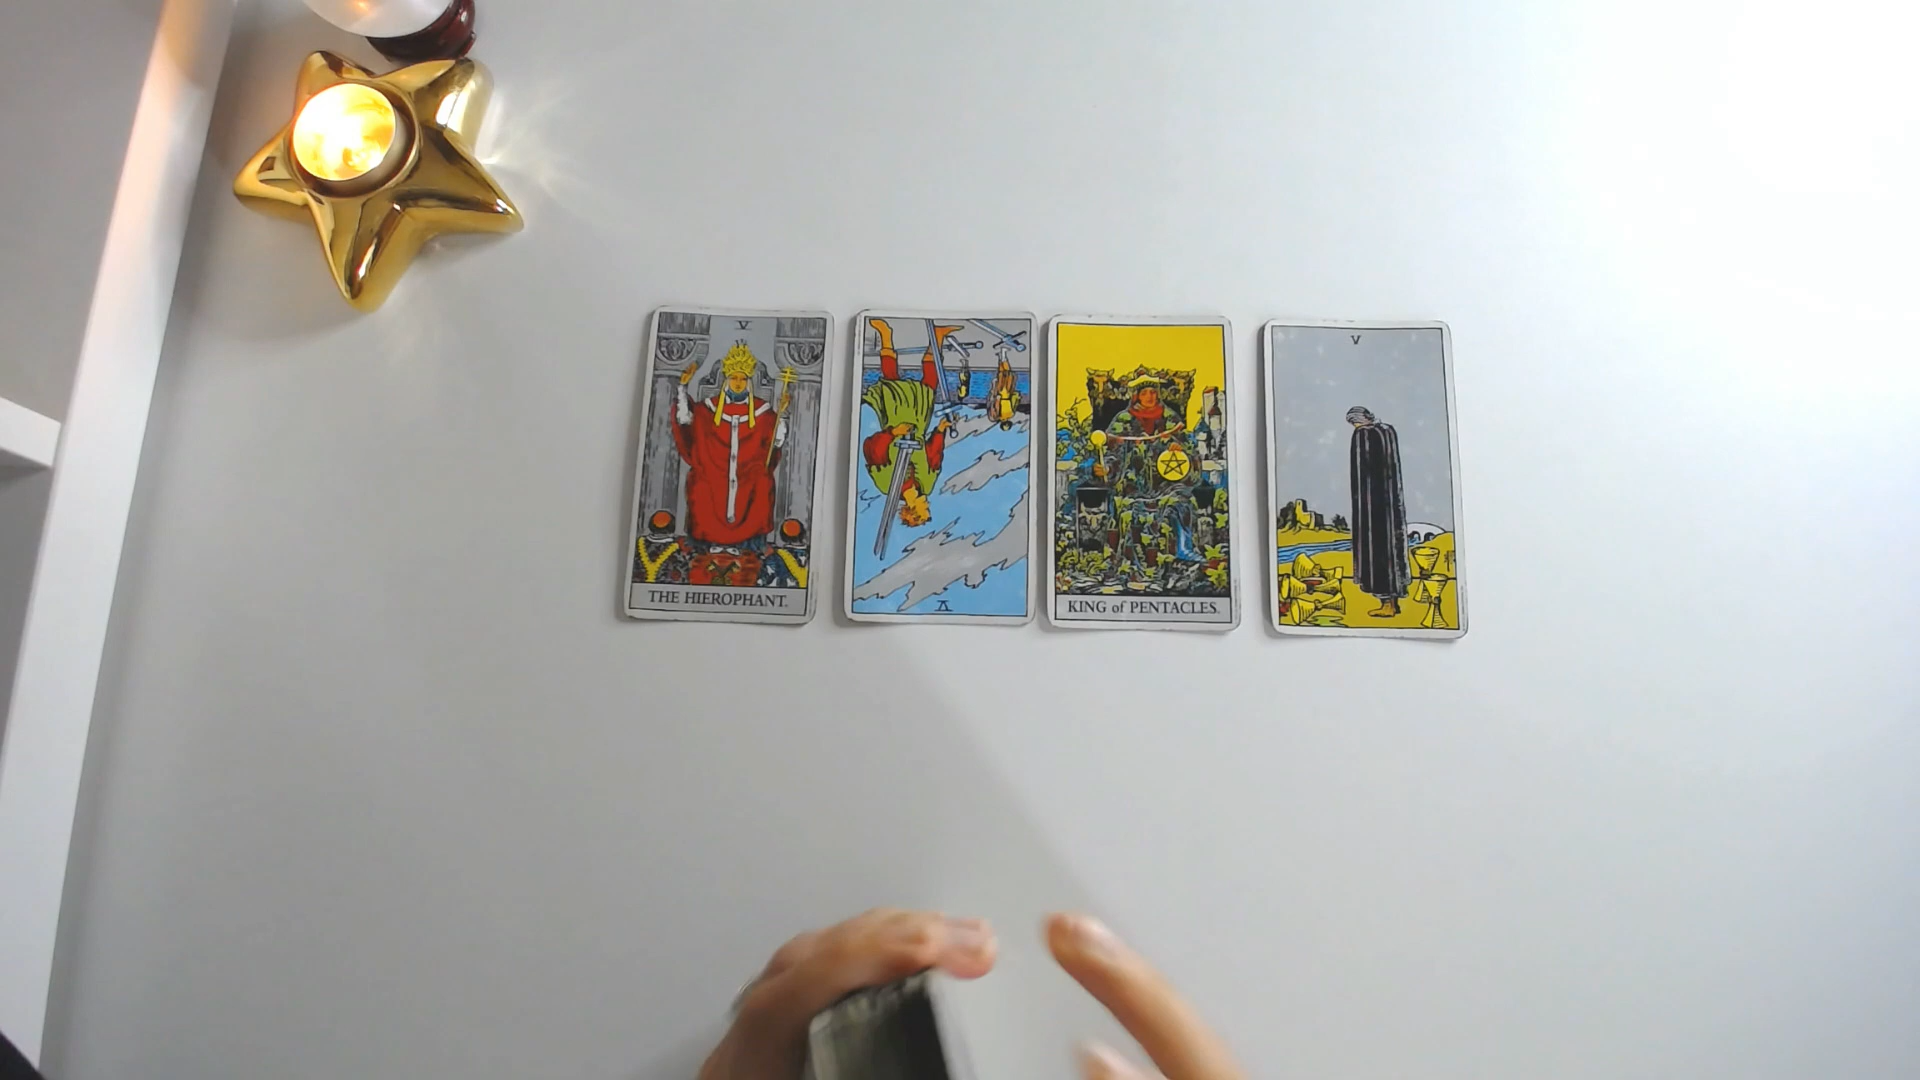 V
THE HIEROPHANT.
V
KING of PENTACLES.
V